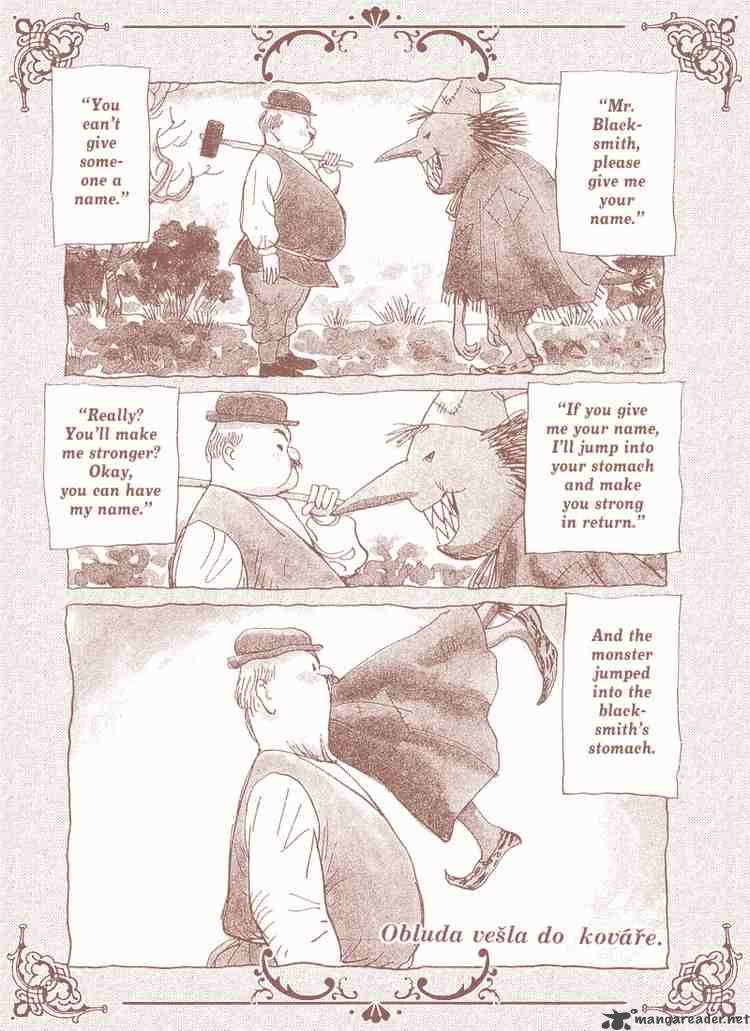 “Mr.
Black-
smith,
please
give me
your
name.”
“You
can’t
give
some-
one a
name.”
“If you give
me your name,
I’ll jump into
your stomach
and make
you strong
in return.”
“Really?
You’ll make
me stronger?
Okay,
you can have
my name.”
And the
monster
jumped
into the
black-
smith’s
stomach.
Obluda vešla do kováře.
mangareader.net